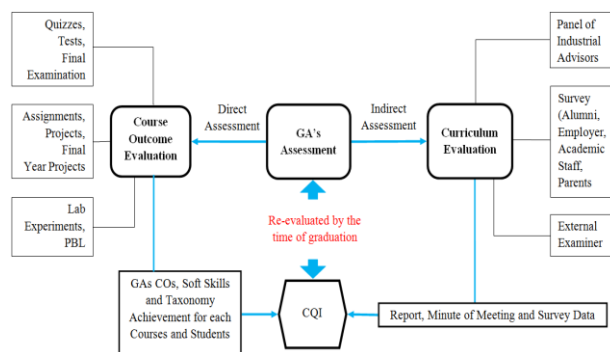 Quizzes,
Tests,
Final
Examination
Assignments,
Projects,
Final
Year Projects
Lab
Experiments,
PBL
Course
Outcome
Evaluation
Direct
Assessment
GA's
Assessment
Indirect
Assessment
Curriculum
Evaluation
Panel of
Industrial
Advisors
Survey
(Alumni,
Employer,
Academic
Staff,
Parents
External
Examiner
Re-evaluated by the
time of graduation
GAs COs, Soft Skills
and Taxonomy
Achievement for each
Courses and Students
CQI
Report, Minute of Meeting and Survey Data